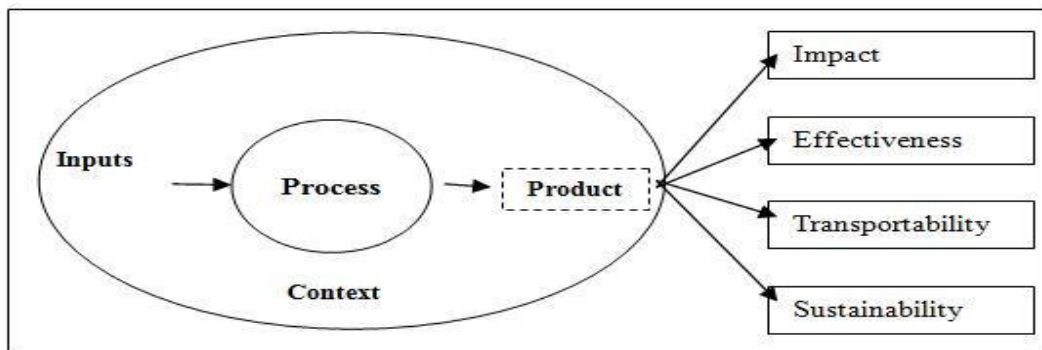 Inputs
Process
Product
Context
Impact
Effectiveness
Transportability
Sustainability